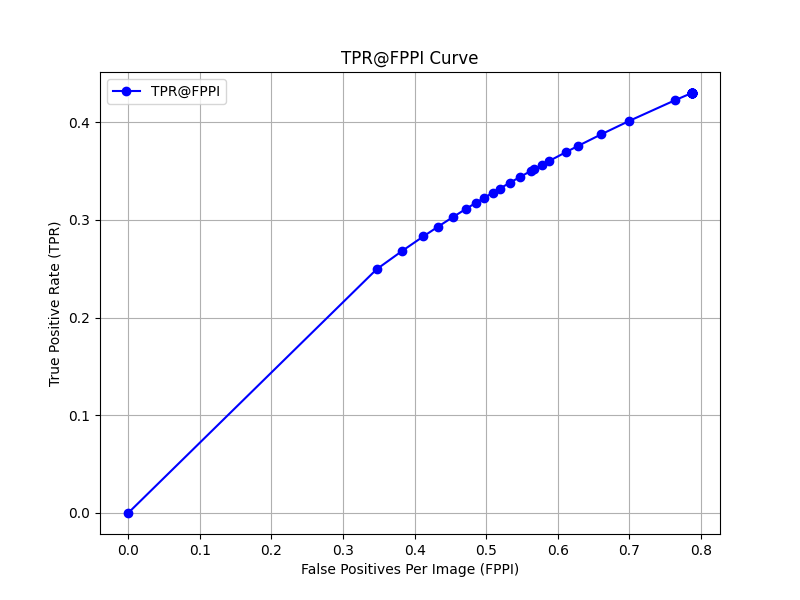 TPR@FPPI Curve
TPR@FPPI
True Positive Rate (TPR)
0.4
0.3
0.2
0.1
0.0
0.0 0.1 0.2 0.3 0.4 0.5 0.6 0.7 0.8
False Positives Per Image (FPPI)